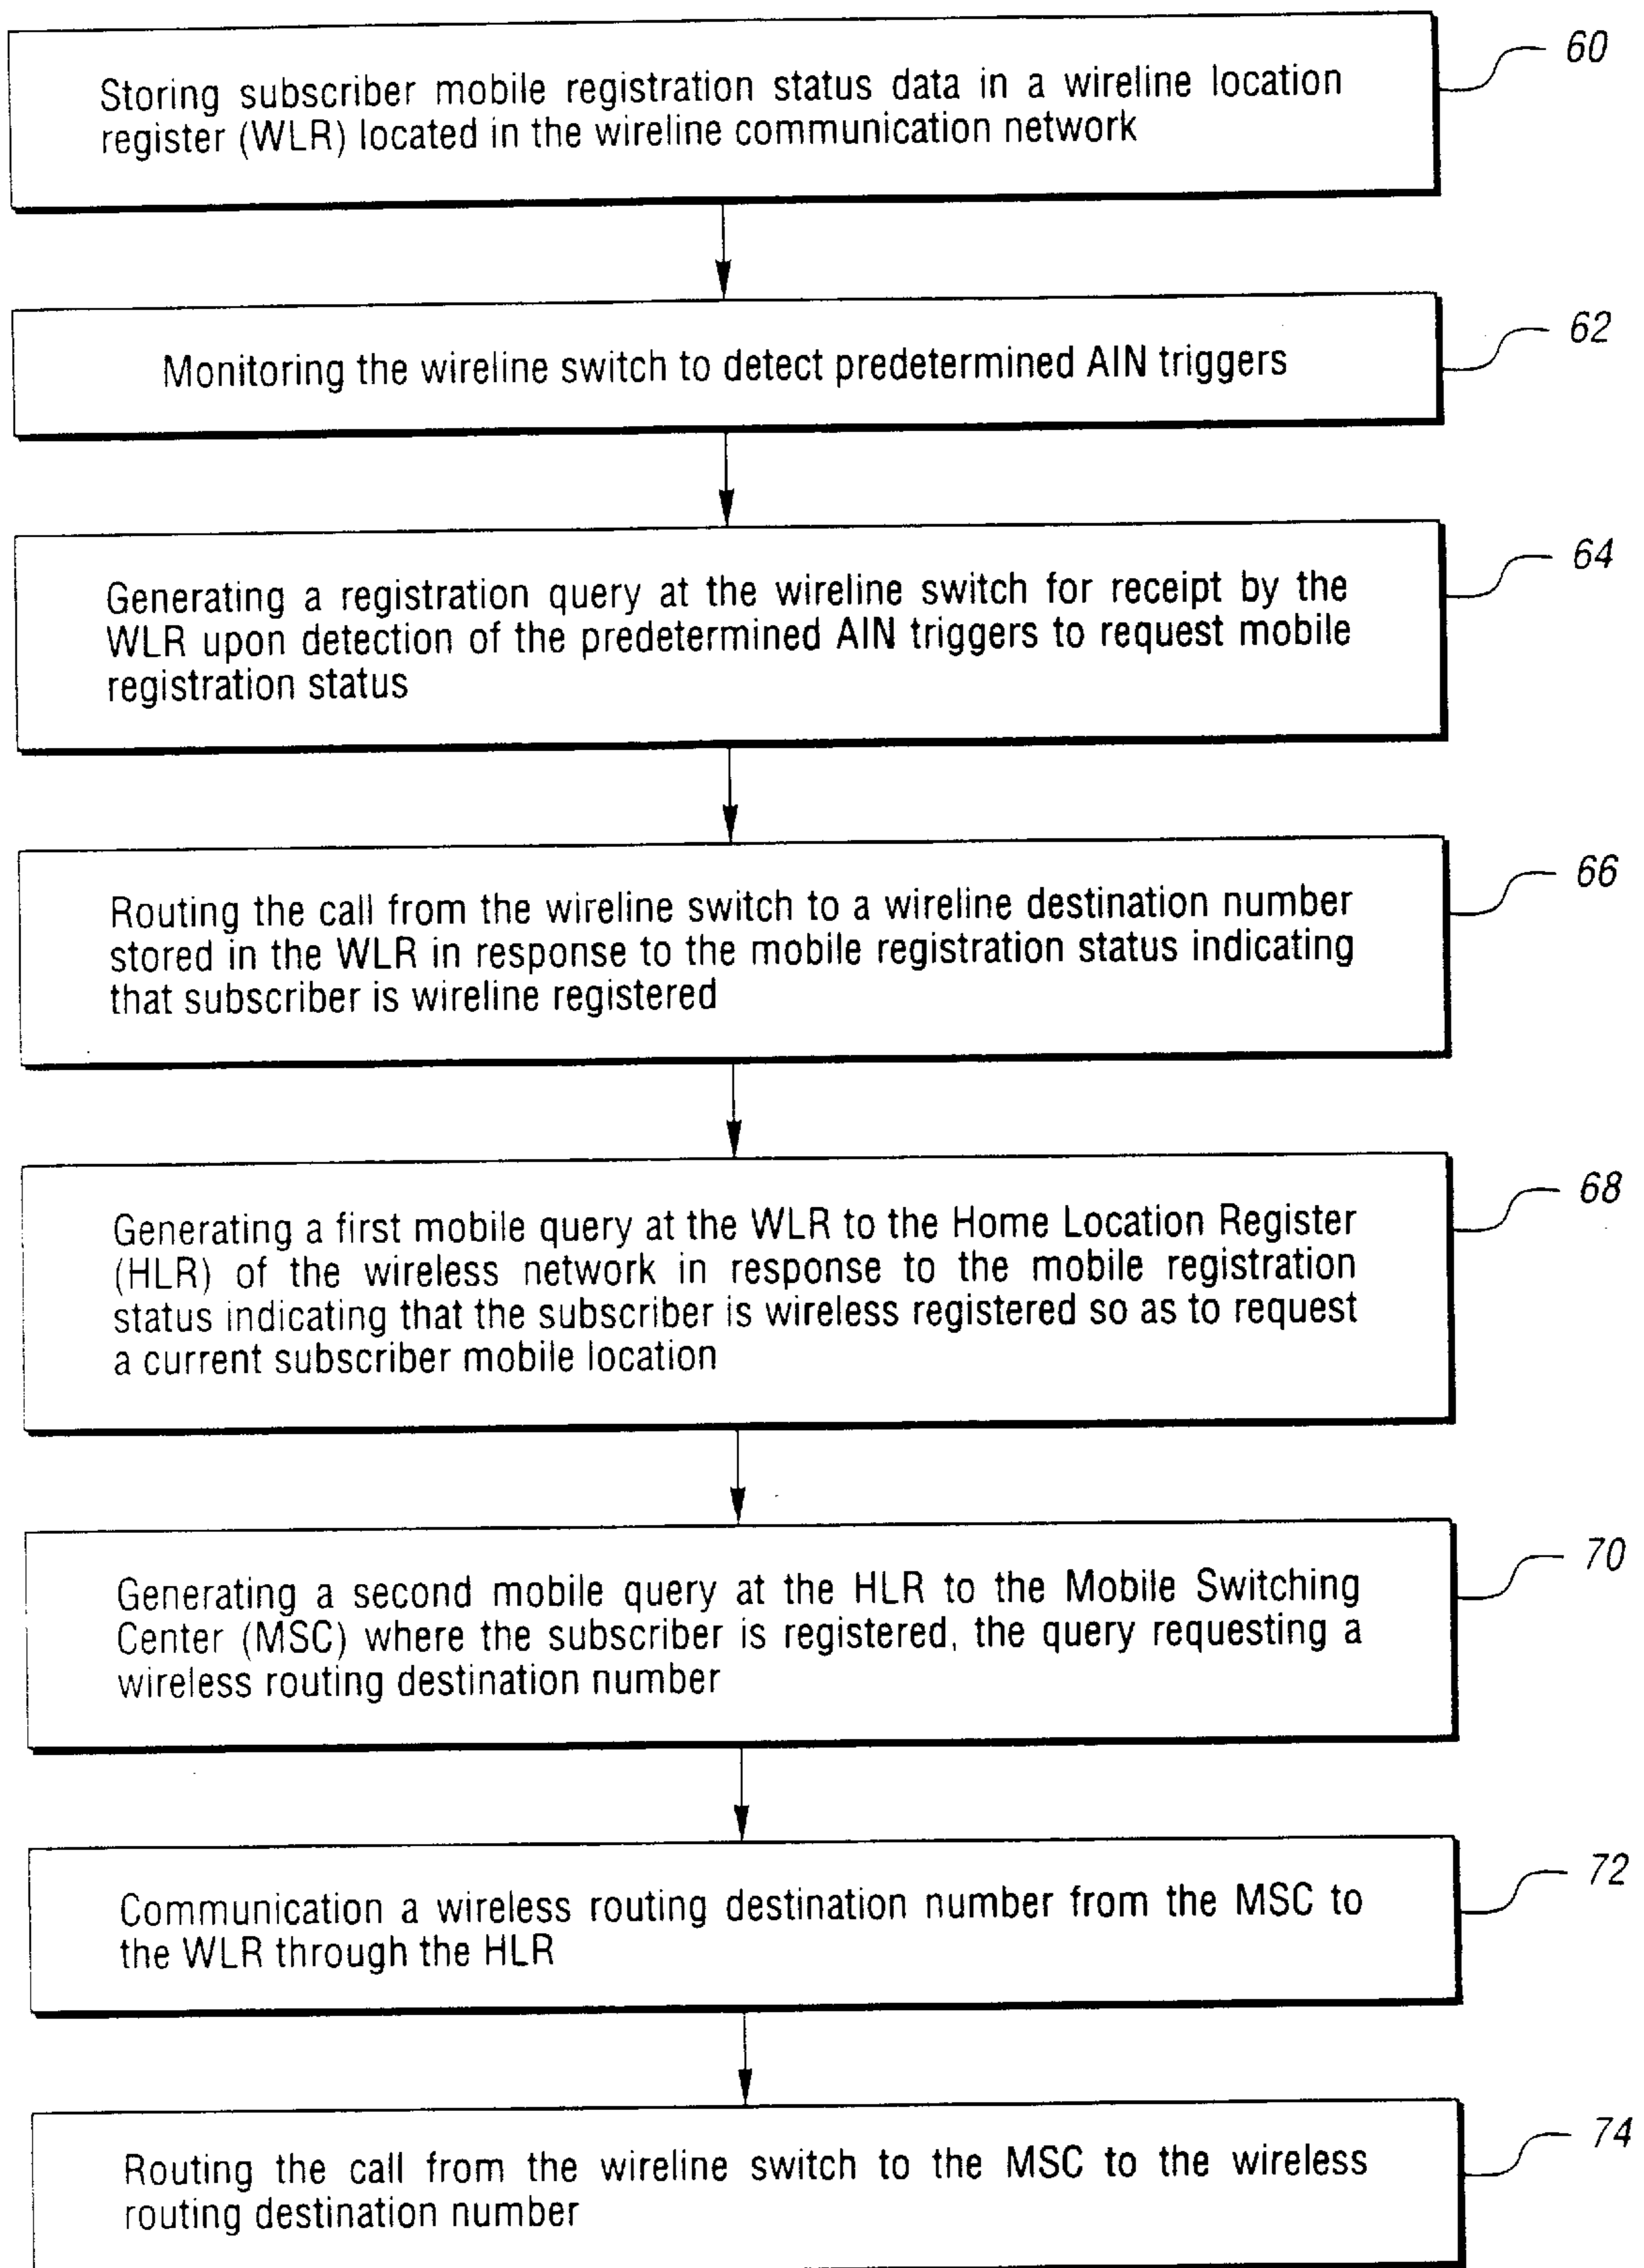 60
Storing subscriber mobile registration status data in a wireline location
register (WLR) located in the wireline communication network
62
Monitoring the wireline switch to detect predetermined AIN triggers
64
Generating a registration query at the wireline switch for receipt by the
WLR upon detection of the predetermined AIN triggers to request mobile
registration status
66
Routing the call from the wireline switch to a wireline destination number
stored in the WLR in response to the mobile registration status indicating
that subscriber is wireline registered
68
Generating a first mobile query at the WLR to the Home Location Register
(HLR) of the wireless network in response to the mobile registration
status indicating that the subscriber is wireless registered so as to request
a current subscriber mobile location
70
Generating a second mobile query at the HLR to the Mobile Switching
Center (MSC) where the subscriber is registered, the query requesting a
wireless routing destination number
72
Communication a wireless routing destination number from the MSC to
the WLR through the HLR
74
Routing the call from the wireline switch to the MSC to the wireless
routing destination number